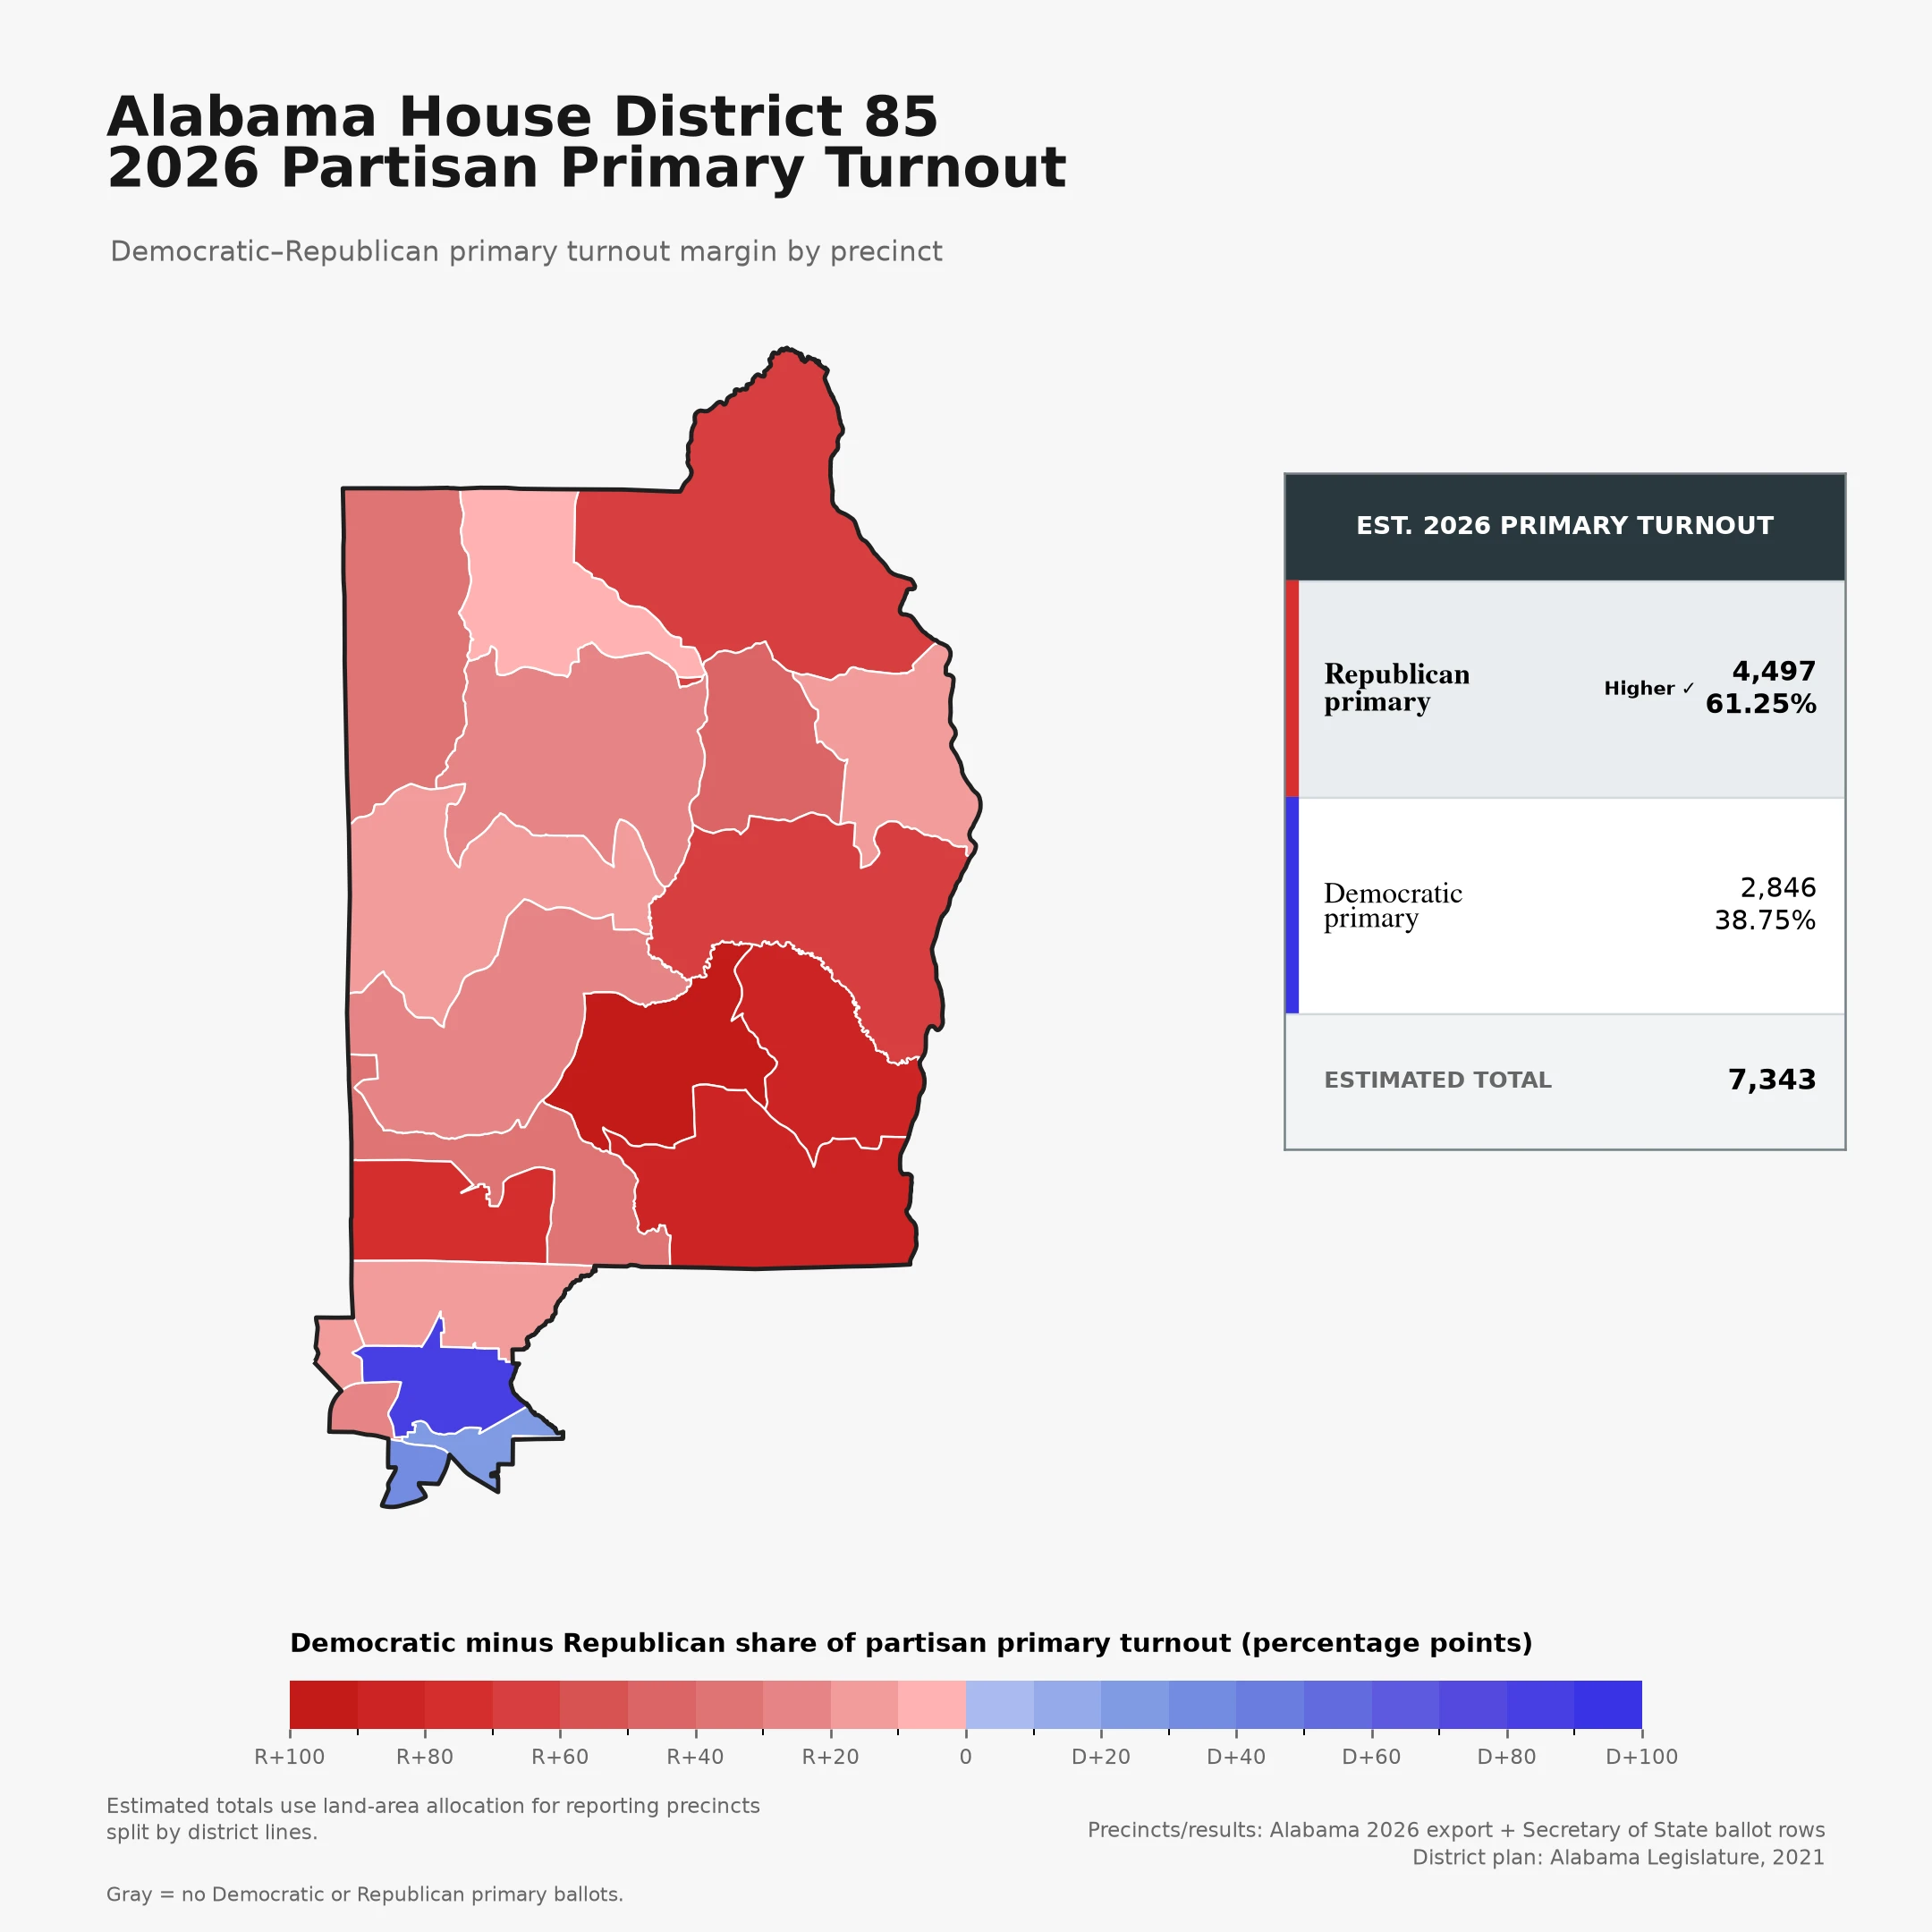 Alabama House District 85
2026 Partisan Primary Turnout
Democratic–Republican primary turnout margin by precinct
EST. 2026 PRIMARY TURNOUT
Republican
primary
Higher ✓
4,497
61.25%
Democratic
primary
2,846
38.75%
ESTIMATED TOTAL
7,343
Democratic minus Republican share of partisan primary turnout (percentage points)
R+100 R+80 R+60 R+40 R+20 0 D+20 D+40 D+60 D+80 D+100
Estimated totals use land-area allocation for reporting precincts
split by district lines.
Gray = no Democratic or Republican primary ballots.
Precincts/results: Alabama 2026 export + Secretary of State ballot rows
District plan: Alabama Legislature, 2021